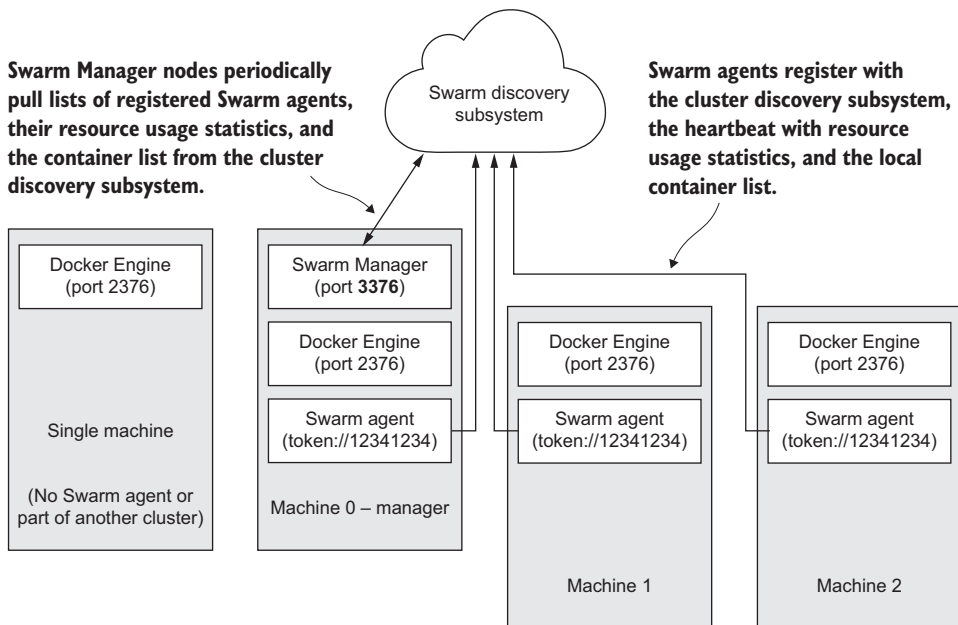 Swarm Manager nodes periodically
pull lists of registered Swarm agents,
their resource usage statistics, and
the container list from the cluster
discovery subsystem.
Swarm discovery
subsystem
Swarm agents register with
the cluster discovery subsystem,
the heartbeat with resource
usage statistics, and the local
container list.
Docker Engine
(port 2376)
Single machine
(No Swarm agent or
part of another cluster)
Swarm Manager
(port 3376)
Docker Engine
(port 2376)
Swarm agent
(token://12341234)
Machine 0 – manager
Docker Engine
(port 2376)
Swarm agent
(token://12341234)
Machine 1
Docker Engine
(port 2376)
Swarm agent
(token://12341234)
Machine 2